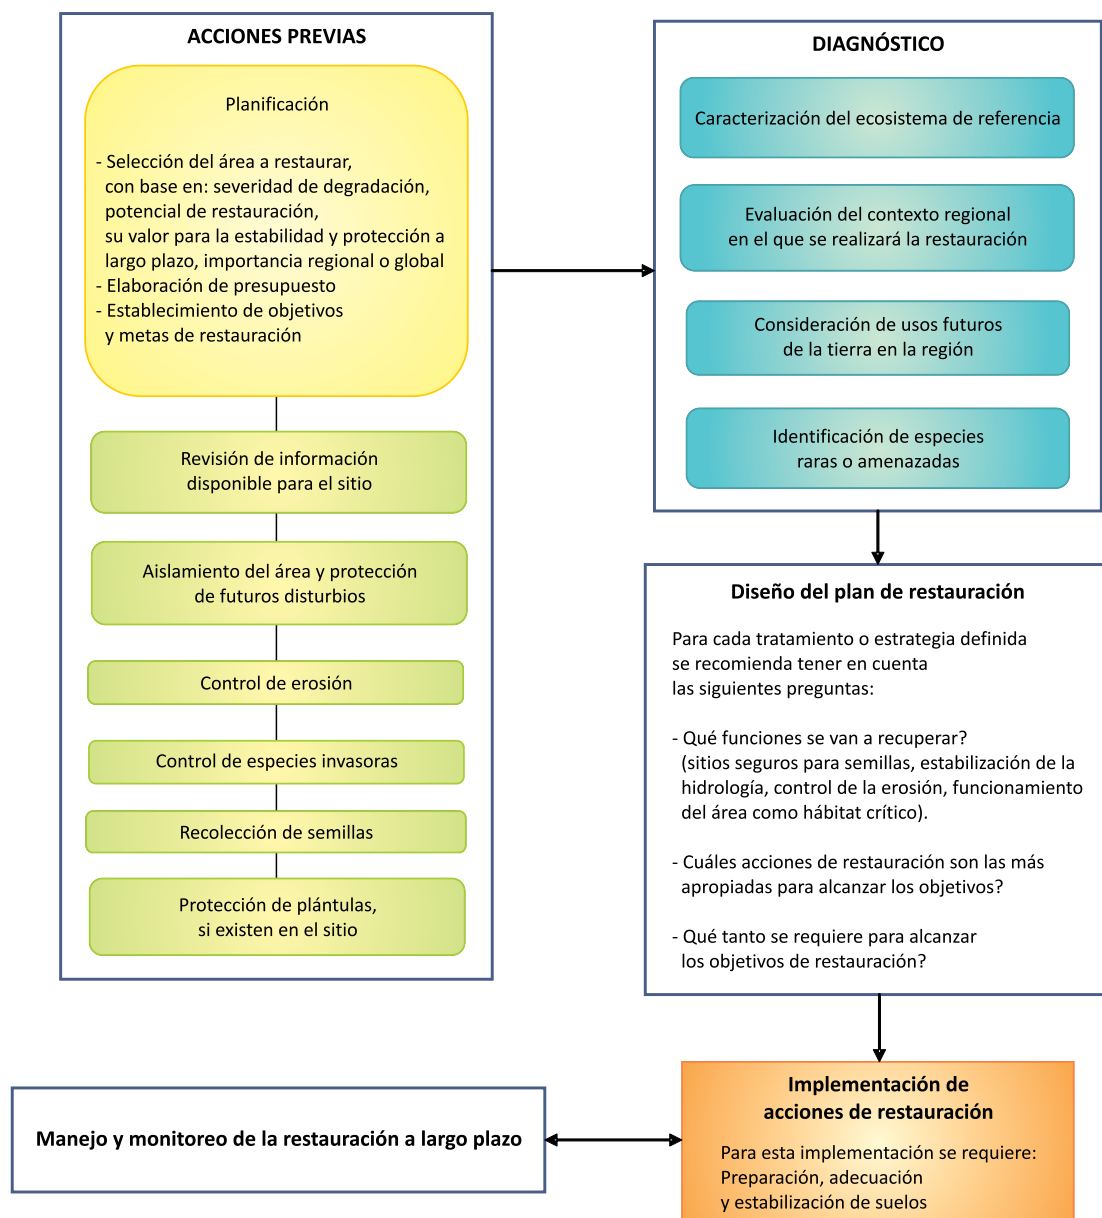 ACCIONES PREVIAS
Planificación
- Selección del área a restaurar,
con base en: severidad de degradación,
potencial de restauración,
su valor para la estabilidad y protección a
largo plazo, importancia regional o global
- Elaboración de presupuesto
- Establecimiento de objetivos
y metas de restauración
Revisión de información
disponible para el sitio
Aislamiento del área y protección
de futuros disturbios
Control de erosión
Control de especies invasoras
Recolección de semillas
Protección de plántulas,
si existen en el sitio
DIAGNÓSTICO
Caracterización del ecosistema de referencia
Evaluación del contexto regional
en el que se realizará la restauración
Consideración de usos futuros
de la tierra en la región
Identificación de especies
raras o amenazadas
Diseño del plan de restauración
Para cada tratamiento o estrategia definida
se recomienda tener en cuenta
las siguientes preguntas:
- Qué funciones se van a recuperar?
(sitios seguros para semillas, estabilización de la
hidrología, control de la erosión, funcionamiento
del área como hábitat crítico).
- Cuáles acciones de restauración son las más
apropiadas para alcanzar los objetivos?
- Qué tanto se requiere para alcanzar
los objetivos de restauración?
Implementación de
acciones de restauración
Para esta implementación se requiere:
Preparación, adecuación
y estabilización de suelos
Manejo y monitoreo de la restauración a largo plazo